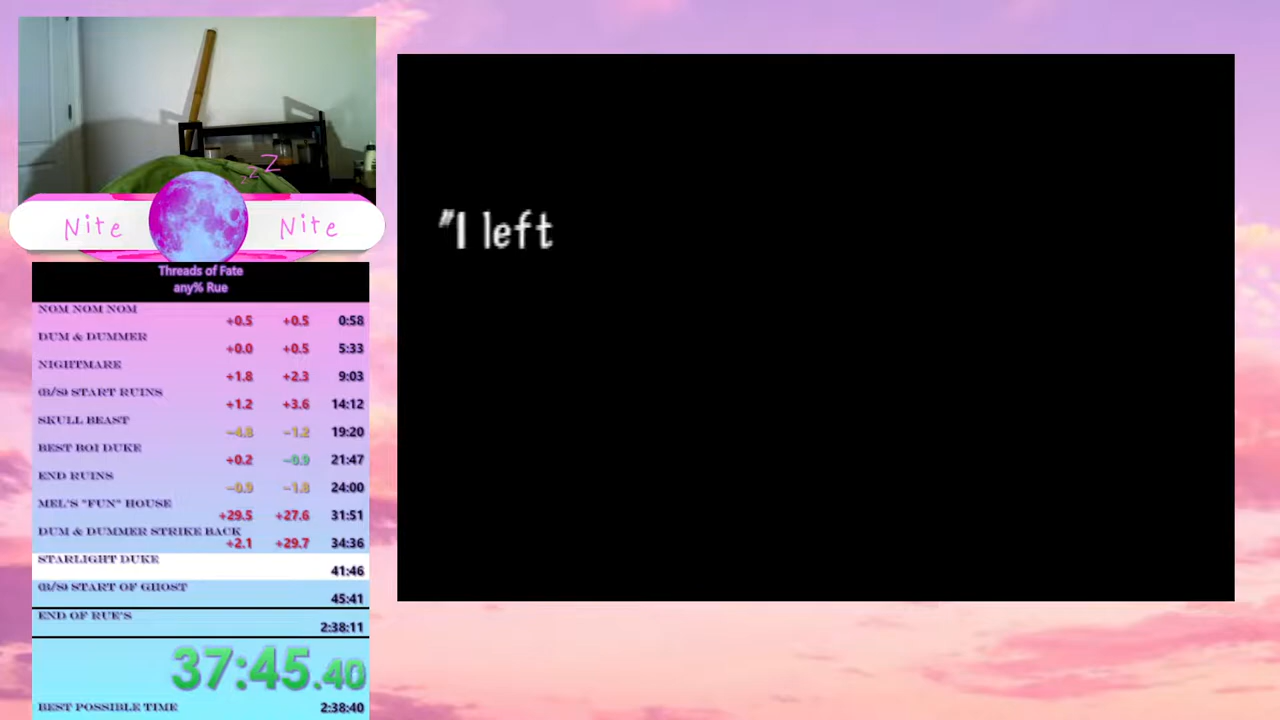 zZZ
Nite Nite
Threads of Fate
any% Rue
NOM NOM NOM +0.5 +0.5 0:58
DUM & DUMMER +0.0 +0.5 5:33
NIGHTMARE +1.8 +2.3 9:03
(B/S) START RUINS +1.2 +3.6 14:12
SKULL BEAST −4.8 −1.2 19:20
BEST BOI DUKE +0.2 −0.9 21:47
END RUINS −0.9 −1.8 24:00
MEL'S "FUN" HOUSE +29.5 +27.6 31:51
DUM & DUMMER STRIKE BACK +2.1 +29.7 34:36
STARLIGHT DUKE 41:46
(B/S) START OF GHOST 45:41
END OF RUE'S 2:38:11
37:45.40
BEST POSSIBLE TIME 2:38:40
"I left